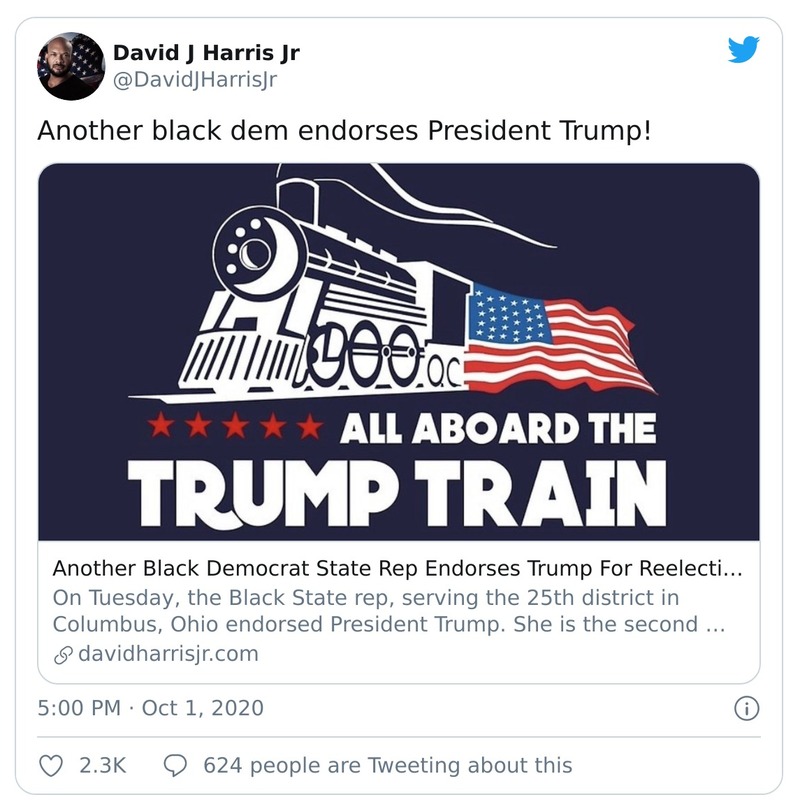 David J Harris Jr
@DavidJHarrisJr
Another black dem endorses President Trump!
ALL ABOARD THE
TRUMP TRAIN
Another Black Democrat State Rep Endorses Trump For Reelecti...
On Tuesday, the Black State rep, serving the 25th district in
Columbus, Ohio endorsed President Trump. She is the second ...
davidharrisjr.com
5:00 PM · Oct 1, 2020
2.3K
624 people are Tweeting about this